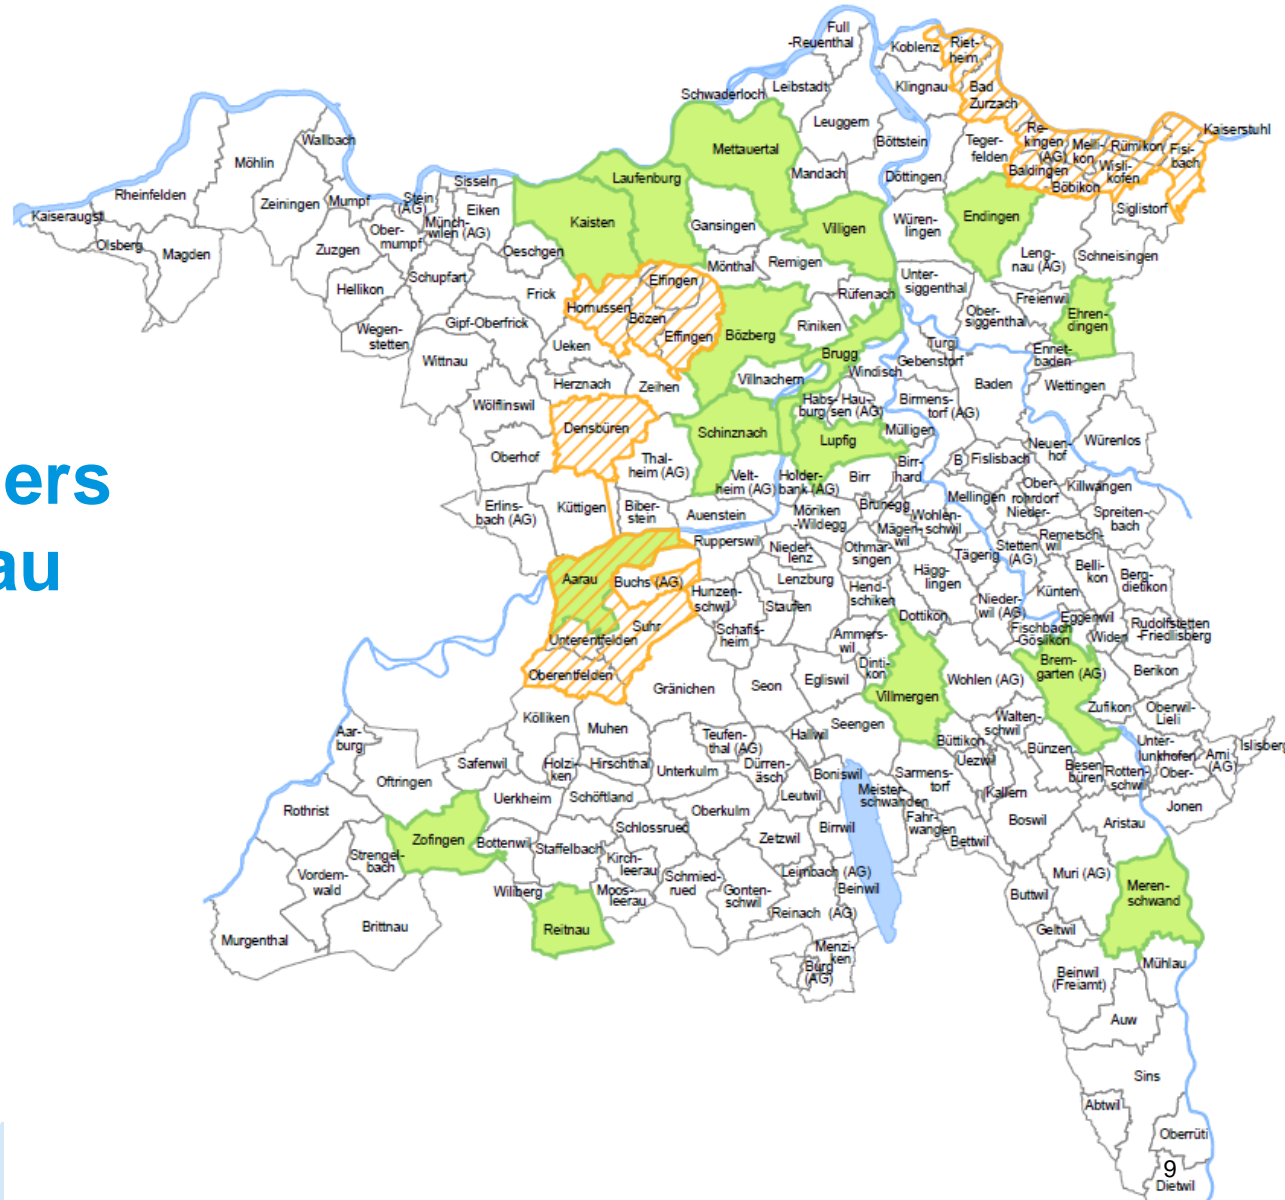 Full
-Reuenthal
Koblenz
Riet-
heim
Klingnau
Bad
Zurzach
Leibstadt
Schwaderloch
Leuggern
Böttstein
Teger-
felden
Re-
kingen
(AG)
Melli-
kon
Rümikon
Fisi-
bach
Kaiserstuhl
Wisli-
kofen
Baldingen
Böbikon
Siglistorf
Wallbach
Möhlin
Rheinfelden
Kaiseraugst
Olsberg
Magden
Zeiningen
Mumpf
Stein
(AG)
Sisseln
Münch-
wilen (AG)
Eiken
Ober-
mumpf
Zuzgen
Schupfart
Oeschgen
Hellikon
Wegen-
stetten
Wittnau
Gipf-Oberfrick
Frick
Ueken
Mettauertal
Laufenburg
Kaisten
Gansingen
Mandach
Döttingen
Villigen
Würen-
lingen
Endingen
Leng-
nau (AG)
Schneisingen
Mönthal
Remigen
Unter-
siggenthal
Freienwil
Ehren-
dingen
Ober-
siggenthal
Rüfenach
Elfingen
Hornussen
Bözen
Effingen
Bözberg
Riniken
Brugg
Turgi
Gebenstorf
Windisch
Ennet-
baden
Baden
Wettingen
Villnachern
Herznach
Zeihen
Wölflinswil
Densbüren
Oberhof
Schinznach
Habs-
burg
Hau-
sen (AG)
Birmens-
torf (AG)
Lupfig
Mülligen
Neuen-
hof
Würenlos
Thal-
heim (AG)
Velt-
heim (AG)
Holder-
bank (AG)
Birr
Birr-
hard
B
Fislisbach
Killwangen
Ober-
rohrdorf
Nieder-
Mellingen
Erlins-
bach (AG)
Küttigen
Biber-
stein
Auenstein
Möriken
-Wildegg
Brunegg
Wohlen-
schwil
Mägen-
wil
Spreiten-
bach
Remetsch-
wil
Stetten
(AG)
Tägerig
Rupperswil
Nieder-
lenz
Othmar-
singen
Hägg-
lingen
Belli-
kon
Berg-
dietikon
Künten
ers
au
Aarau
Buchs (AG)
Hunzen-
schwil
Lenzburg
Staufen
Hend-
schiken
Dottikon
Nieder-
wil (AG)
Eggenwil
Fischbach
-Göslikon
Widen
Rudolfstetten
-Friedlisberg
Suhr
Unterentfelden
Oberentfelden
Schafis-
heim
Ammers-
wil
Dinti-
kon
Villmergen
Wohlen (AG)
Brem-
garten (AG)
Berikon
Zufikon
Oberwil-
Lieli
Gränichen
Seon
Egliswil
Seengen
Hallwil
Büttikon
Walten-
schwil
Bünzen
Uezwil
Besen-
büren
Rotten-
schwil
Unter-
lunkhofen
Ober-
Arni
(AG)
Islisberg
Jonen
Kölliken
Muhen
Teufen-
thal (AG)
Dürren-
äsch
Boniswil
Meister-
schwanden
Sarmens-
torf
Kallern
Boswil
Aristau
Aar-
burg
Oftringen
Safenwil
Holzi-
ken
Hirschthal
Unterkulm
Leutwil
Fahr-
wangen
Bettwil
Rothrist
Uerkheim
Schöftland
Oberkulm
Birrwil
Zofingen
Bottenwil
Staffelbach
Schlossrued
Zetzwil
Strengel-
bach
Kirch-
leerau
Schmied-
rued
Leimbach (AG)
Beinwil
Muri (AG)
Meren-
schwand
Vordem-
wald
Wiliberg
Moos-
leerau
Gonten-
schwil
Reinach (AG)
Buttwil
Geltwil
Brittnau
Reitnau
Murgenthal
Menzi-
ken
Burg
(AG)
Mühlau
Beinwil
(Freiamt)
Auw
Sins
Abtwil
Oberrüti
9
Dietwil